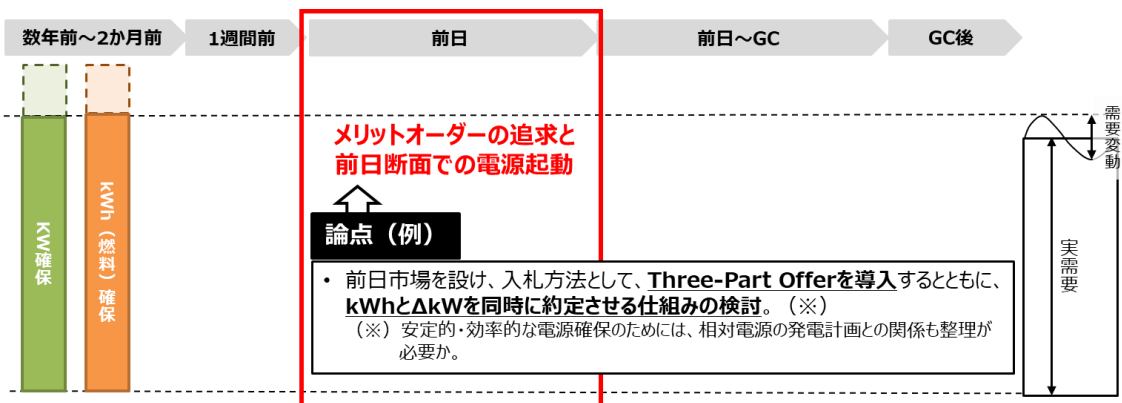 数年前～2か月前
1週間前
前日
前日～GC
GC後
KW確保
kWh（燃料）確保
メリットオーダーの追求と
前日断面での電源起動
論点（例）
• 前日市場を設け、入札方法として、Three-Part Offerを導入するとともに、
kWhとΔkWを同時に約定させる仕組みの検討。（※）
（※）安定的・効率的な電源確保のためには、相対電源の発電計画との関係も整理が
必要か。
需要変動
実需要